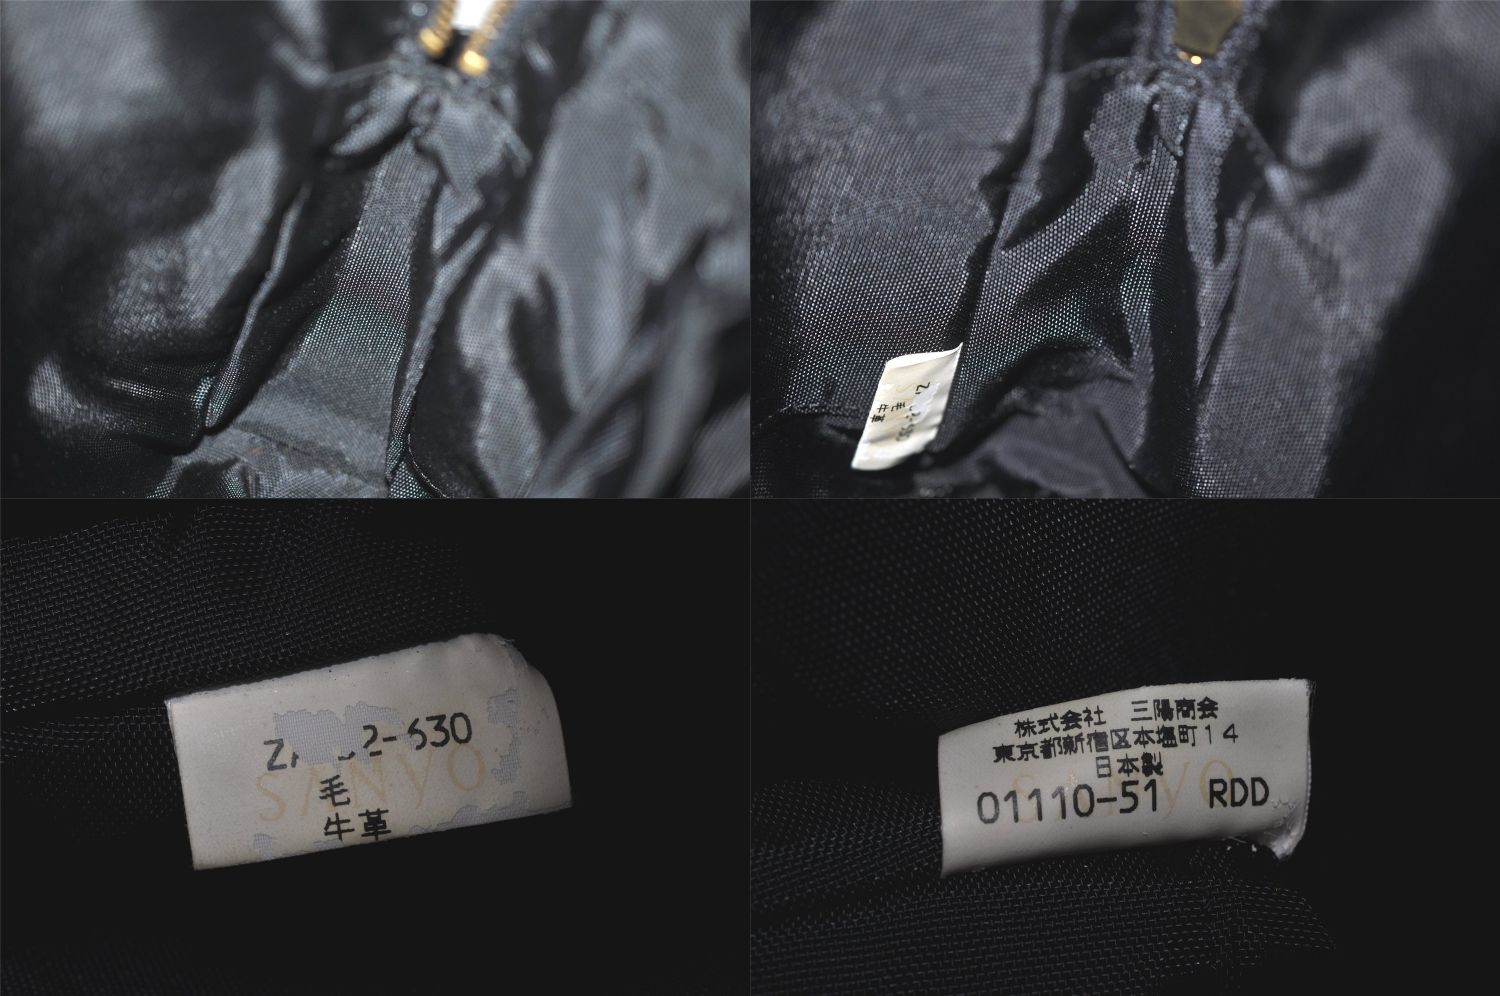 2-630
SANYO
毛
牛革
株式会社 三陽商会
東京都新宿区本塩町14
日本製
01110-51 RDD